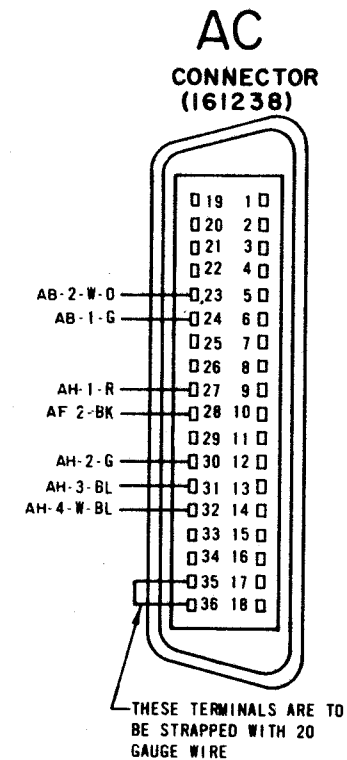 AC
CONNECTOR
(161238)
19 1
20 2
21 3
22 4
AB-2-W-O 23 5
AB-1-G 24 6
25 7
26 8
AH-1-R 27 9
AF 2-BK 28 10
29 11
AH-2-G 30 12
AH-3-BL 31 13
AH-4-W-BL 32 14
33 15
34 16
35 17
36 18
THESE TERMINALS ARE TO
BE STRAPPED WITH 20
GAUGE WIRE